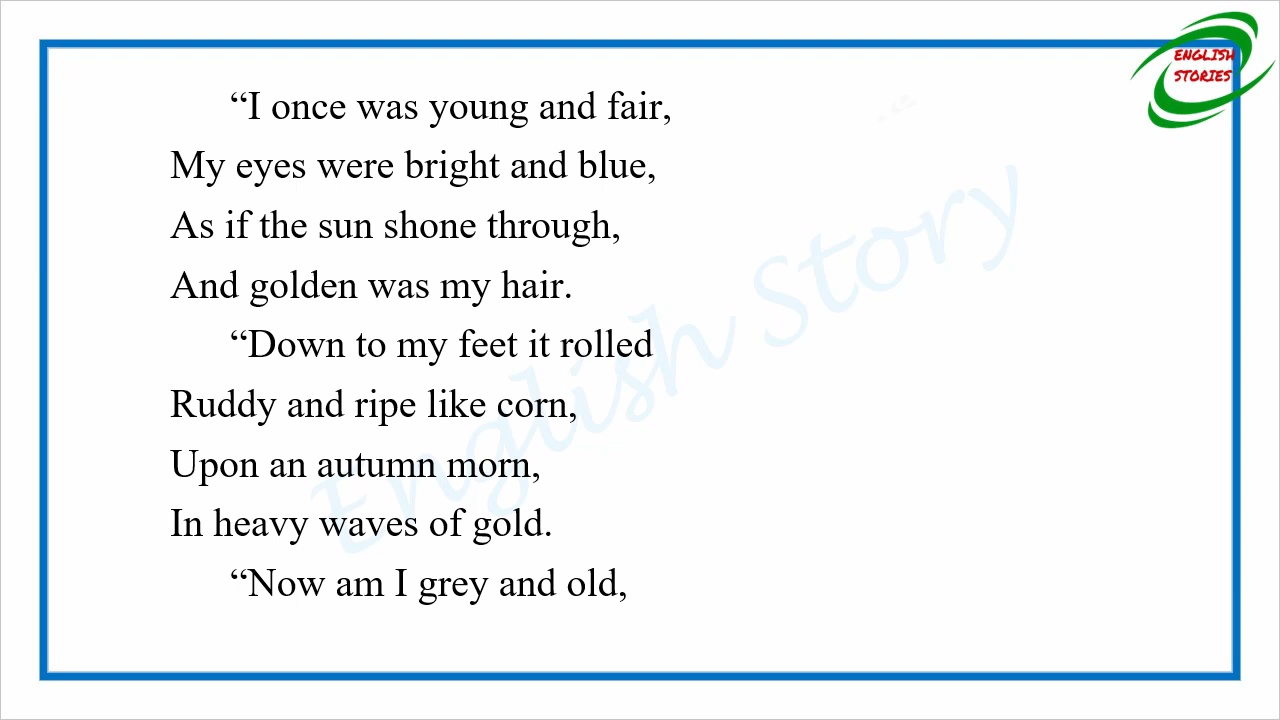 ENGLISH
STORIES
“I once was young and fair,
My eyes were bright and blue,
As if the sun shone through,
And golden was my hair.
“Down to my feet it rolled
Ruddy and ripe like corn,
Upon an autumn morn,
In heavy waves of gold.
“Now am I grey and old,
English Story